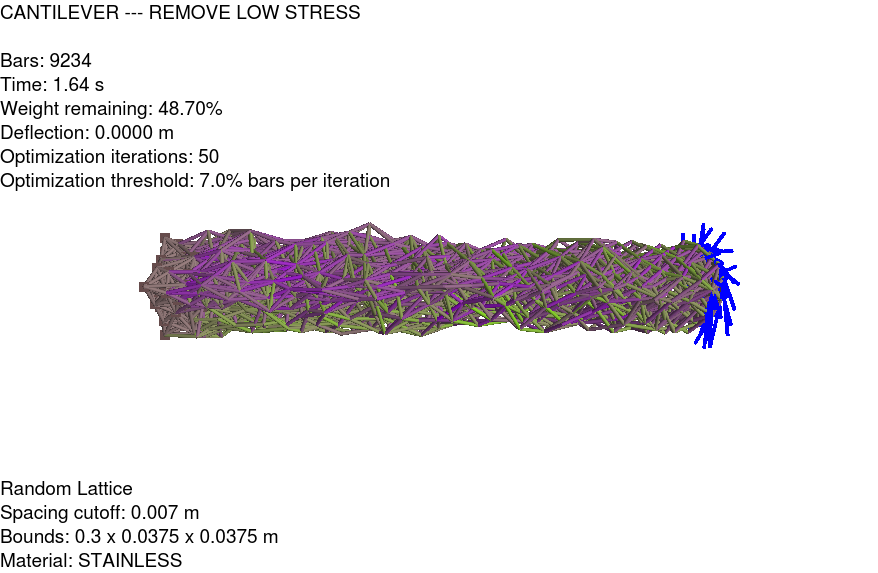 CANTILEVER --- REMOVE LOW STRESS
Bars: 9234
Time: 1.64 s
Weight remaining: 48.70%
Deflection: 0.0000 m
Optimization iterations: 50
Optimization threshold: 7.0% bars per iteration
Random Lattice
Spacing cutoff: 0.007 m
Bounds: 0.3 x 0.0375 x 0.0375 m
Material: STAINLESS